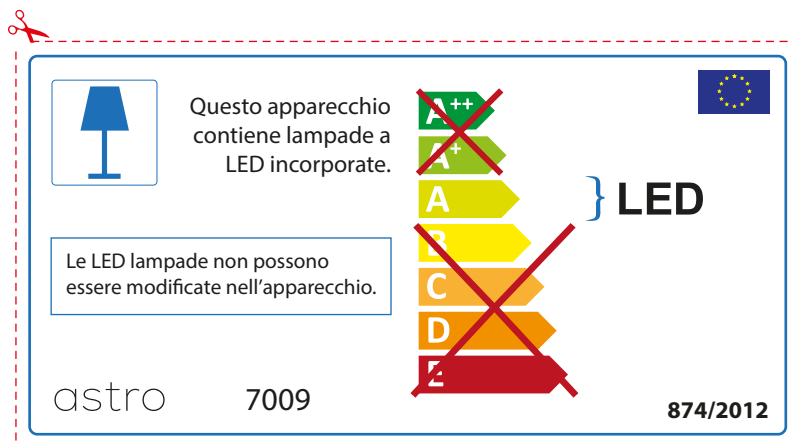 Questo apparecchio
contiene lampade a
LED incorporate.
A++
A+
A
B
C
D
E
LED
Le LED lampade non possono
essere modificate nell'apparecchio.
astro
7009
874/2012